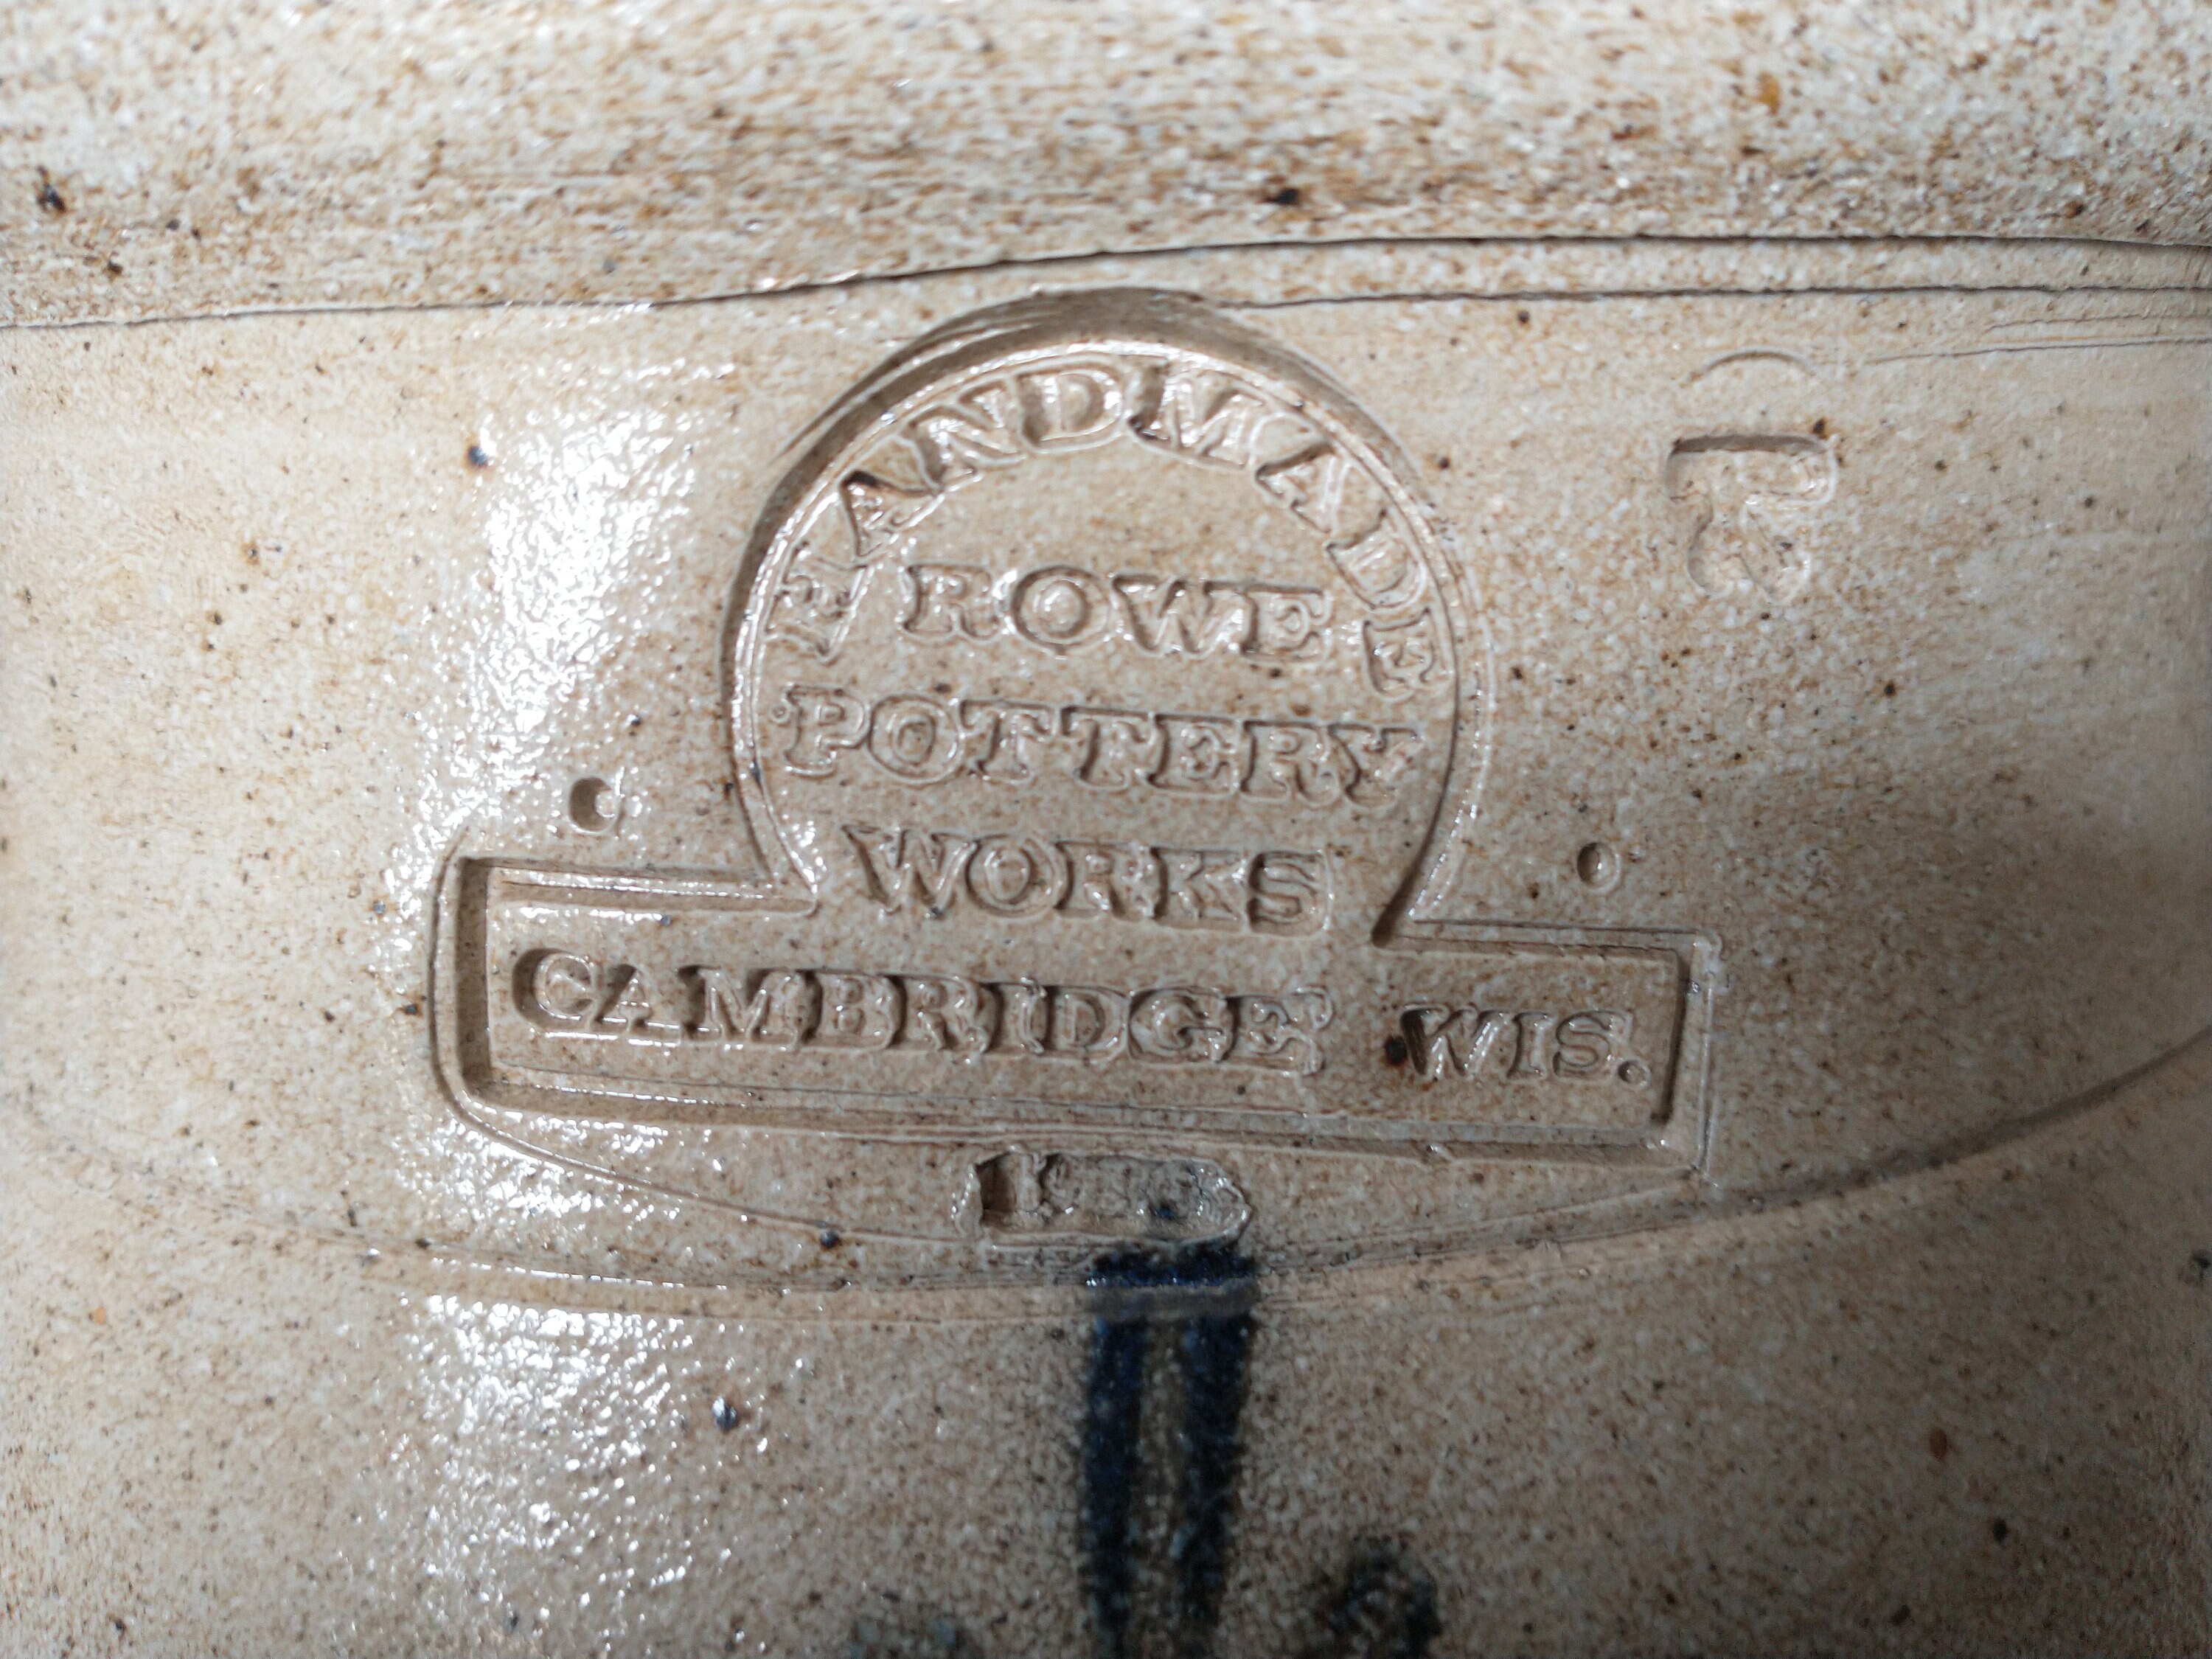 HANDMADE
ROWE
POTTERY
WORKS
CAMBRIDGE WIS.